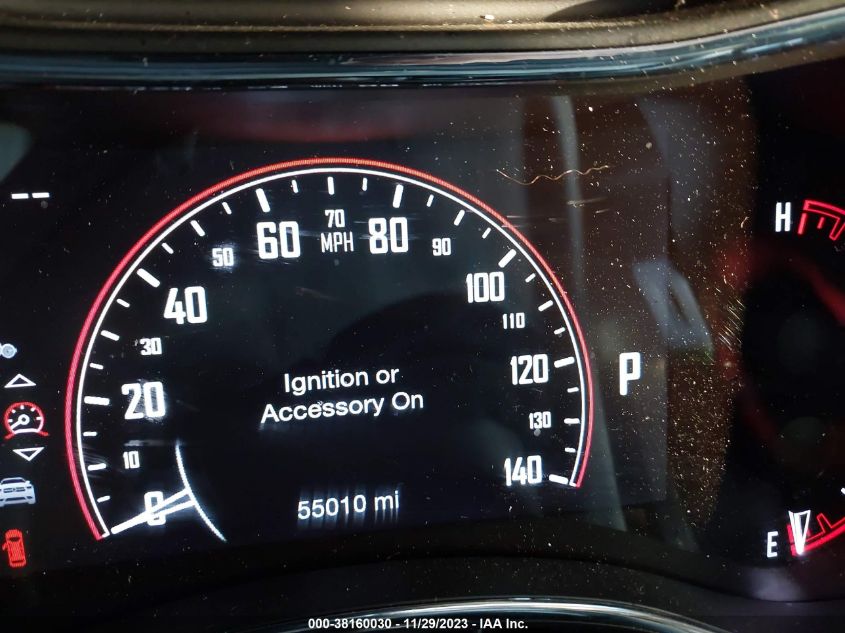 --
H
70
60 MPH 80
50 90
40 100
30 110
Ignition or
Accessory On
20 120 P
130
10 140
0
55010 mi
E
000-38160030 - 11/29/2023 - IAA Inc.